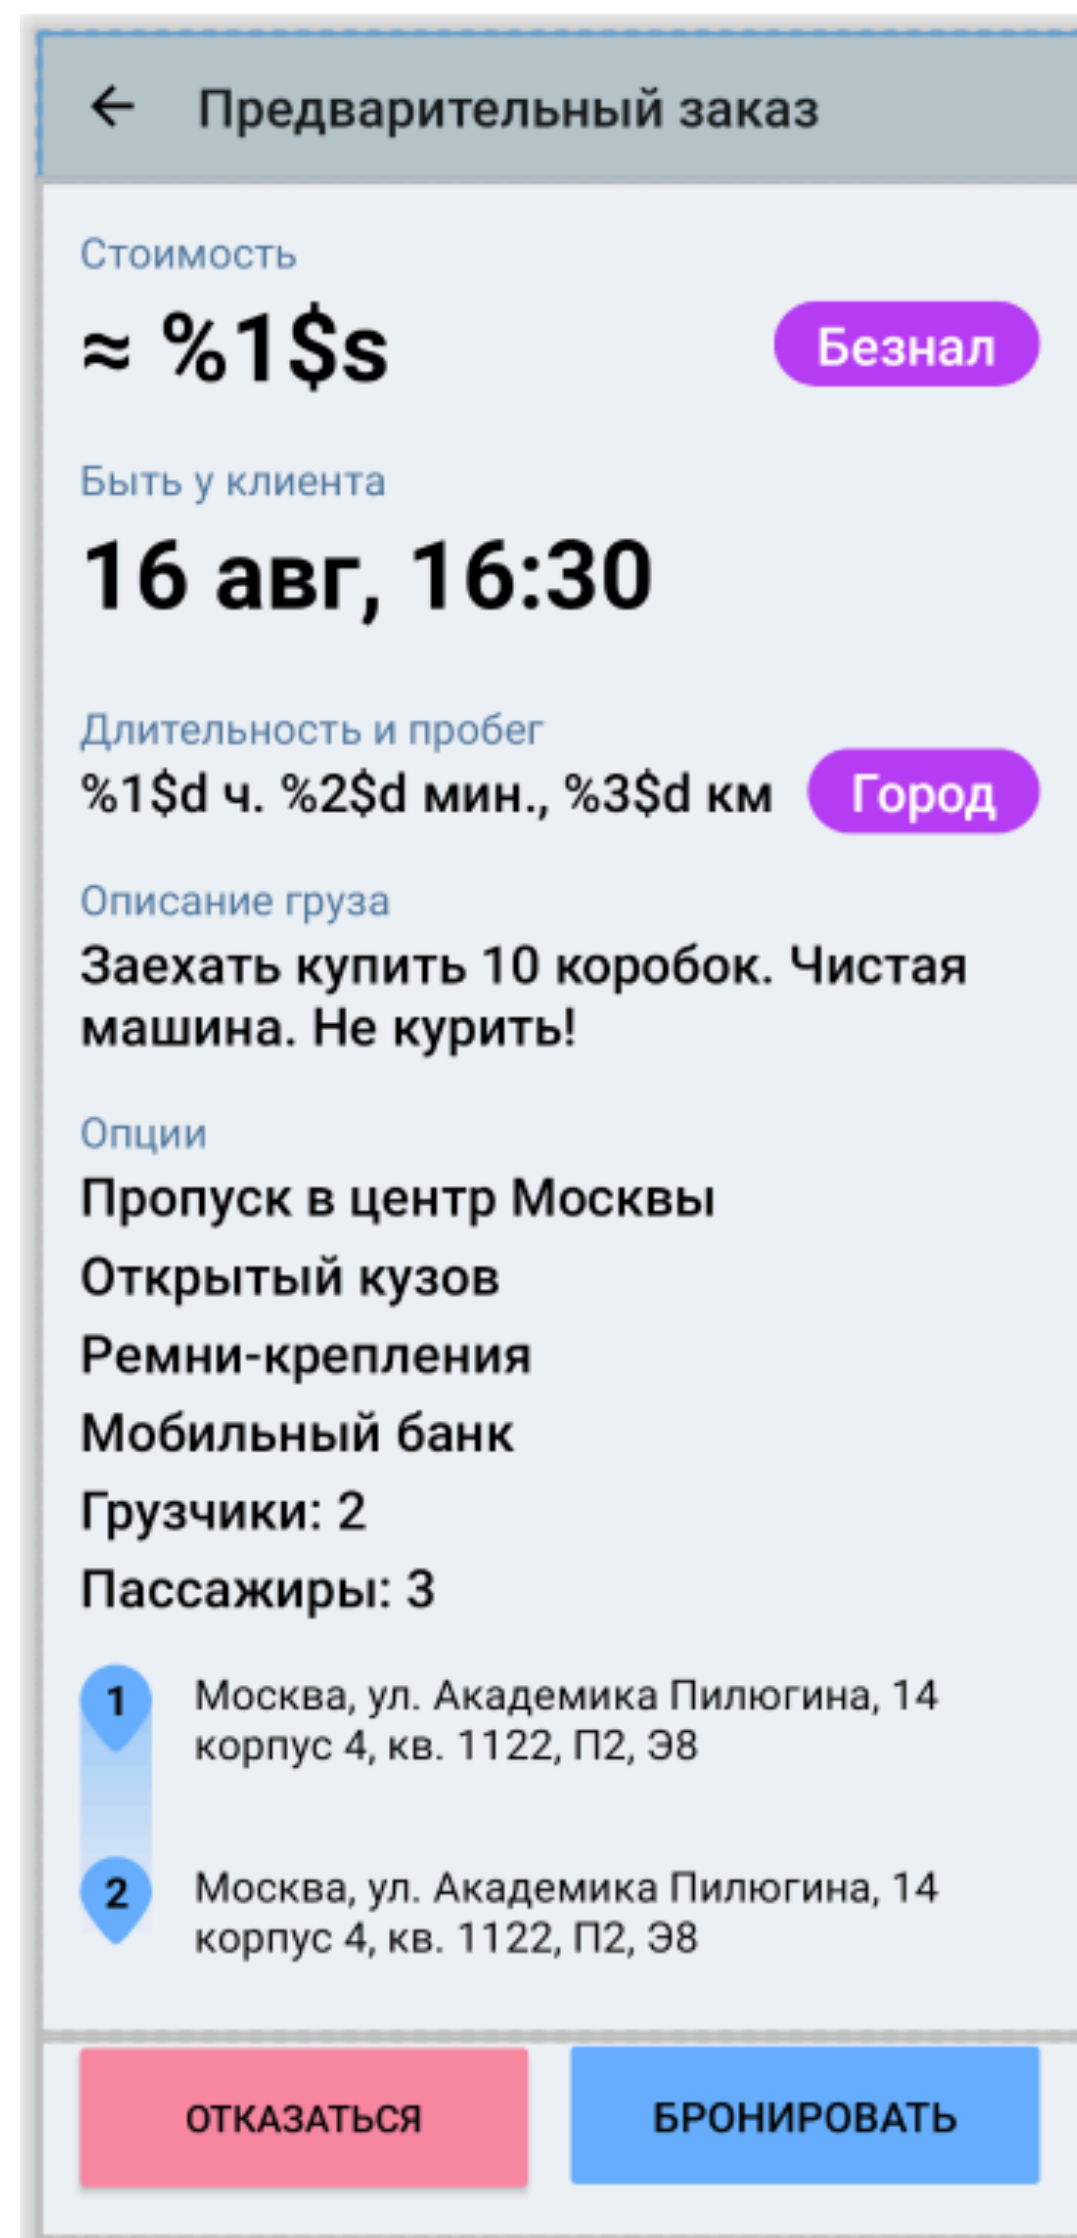 Предварительный заказ
Стоимость
≈ %1$s
Безнал
Быть у клиента
16 авг, 16:30
Длительность и пробег
%1$d ч. %2$d мин., %3$d км
Город
Описание груза
Заехать купить 10 коробок. Чистая
машина. Не курить!
Опции
Пропуск в центр Москвы
Открытый кузов
Ремни-крепления
Мобильный банк
Грузчики: 2
Пассажиры: 3
1
Москва, ул. Академика Пилюгина, 14
корпус 4, кв. 1122, П2, Э8
2
Москва, ул. Академика Пилюгина, 14
корпус 4, кв. 1122, П2, Э8
ОТКАЗАТЬСЯ
БРОНИРОВАТЬ